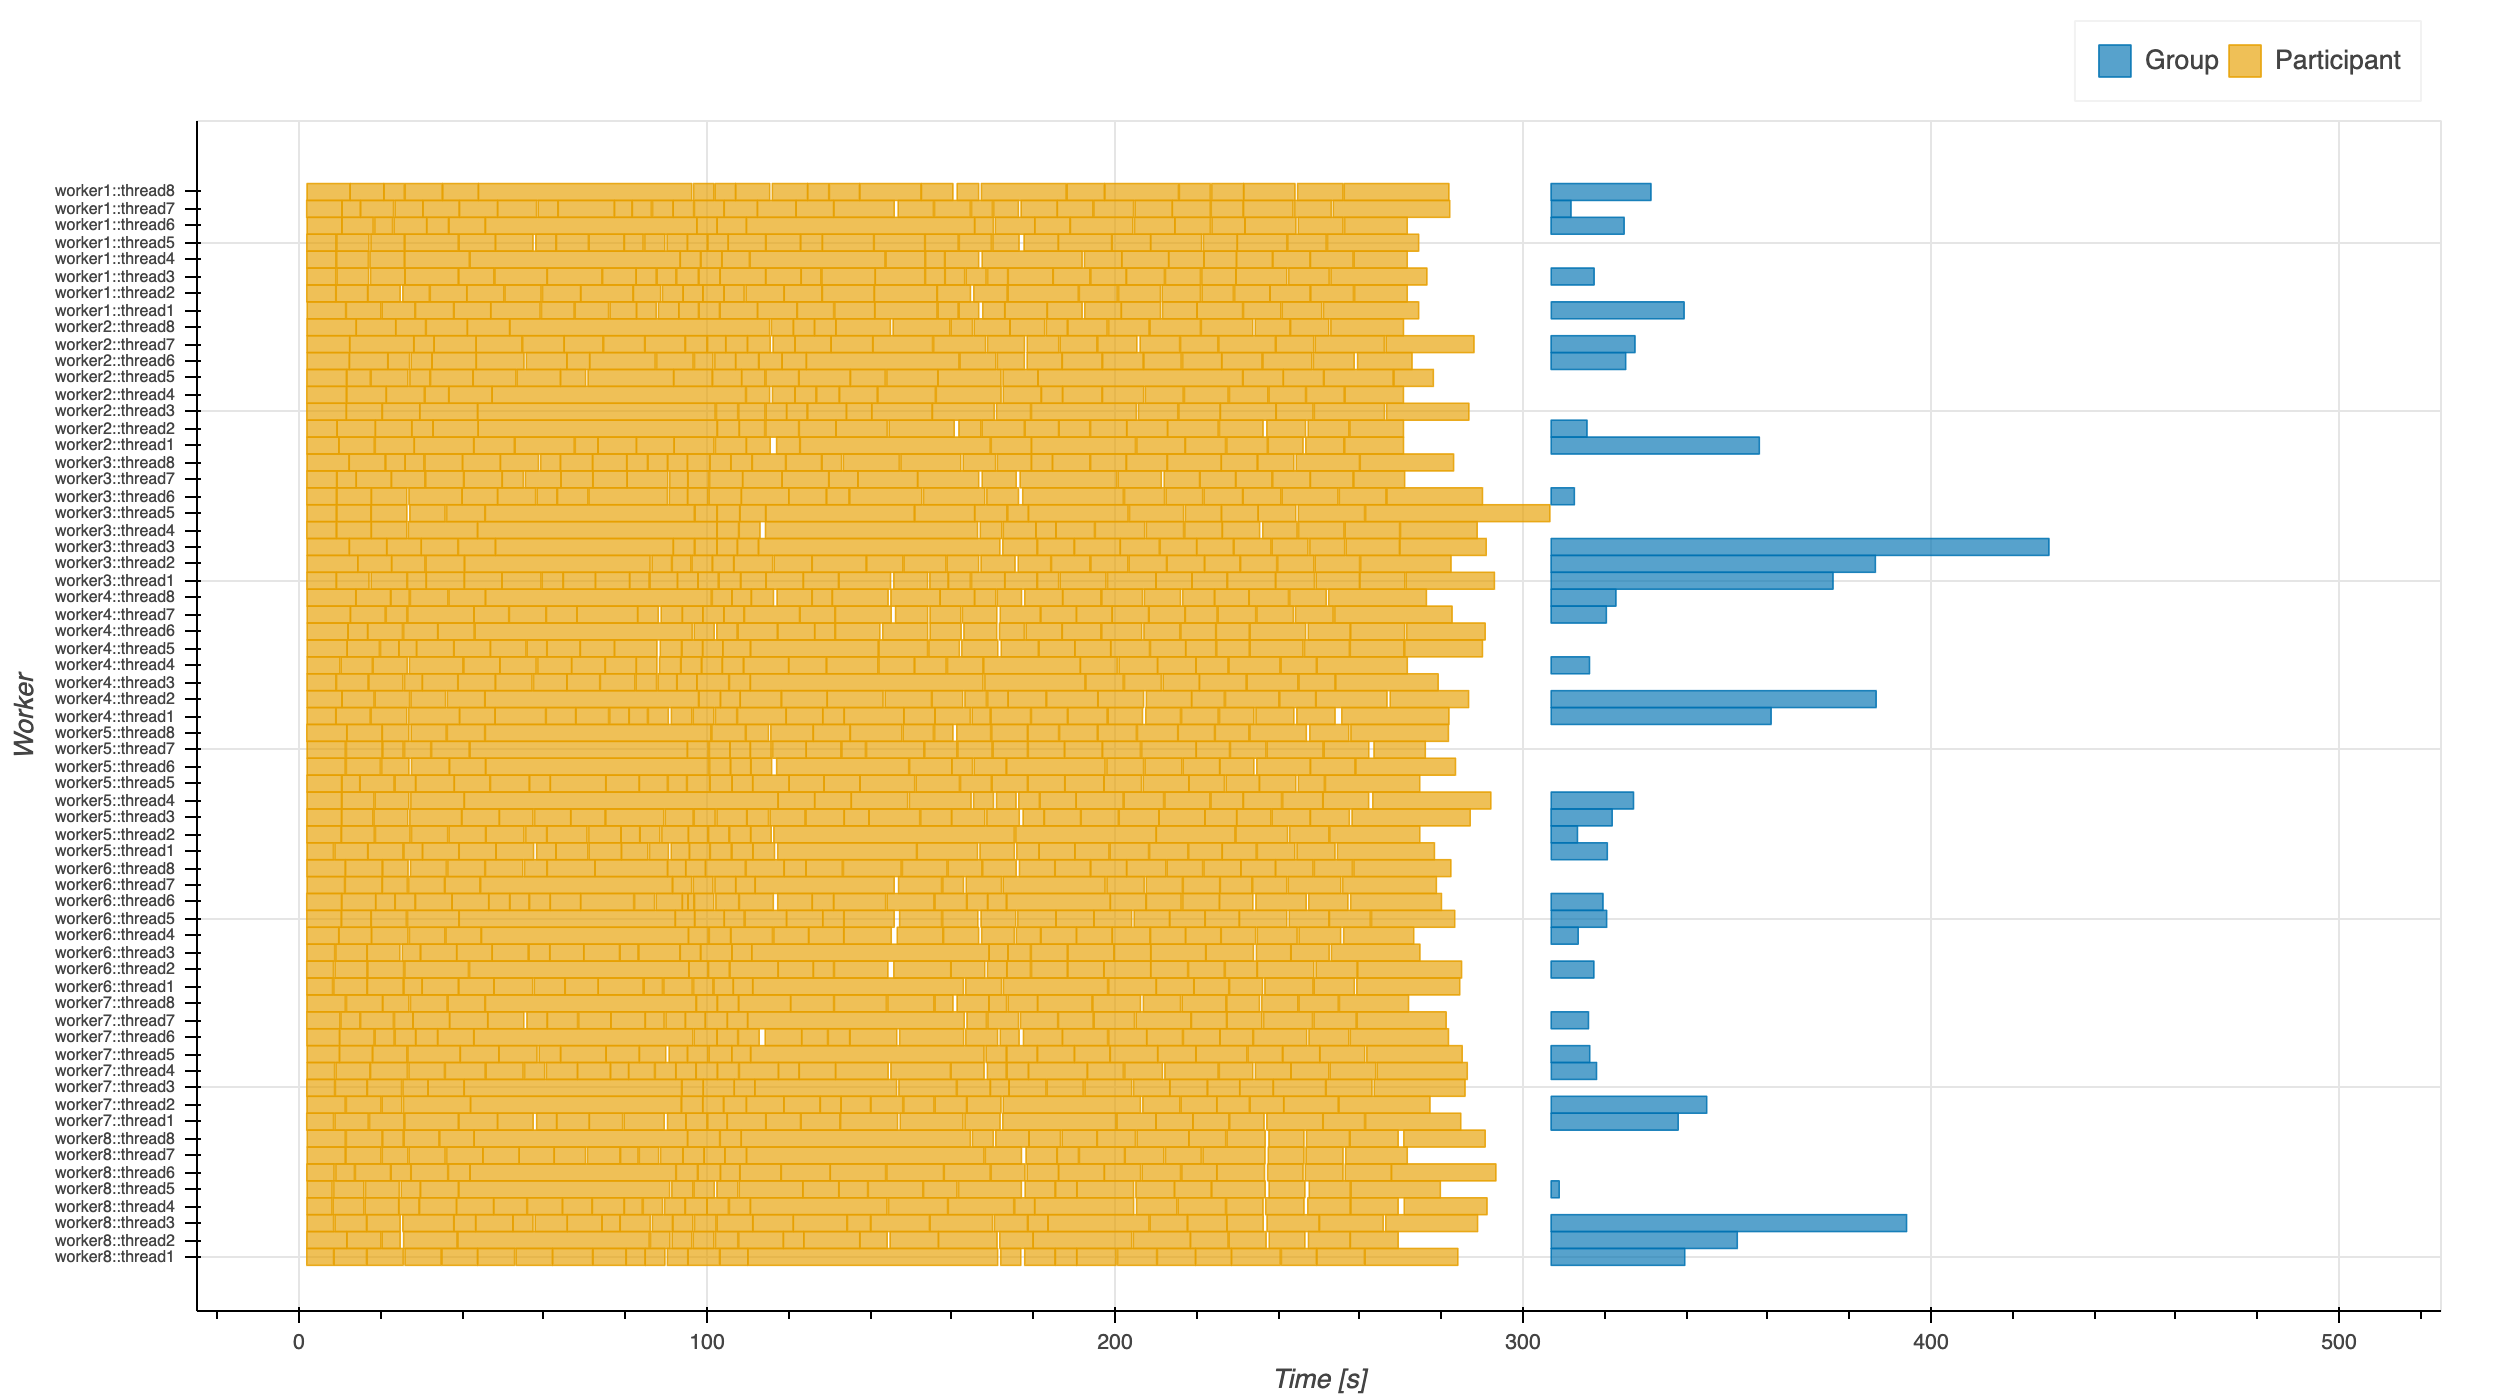 Group Participant
worker1::thread8
worker1::thread7
worker1::thread6
worker1::thread5
worker1::thread4
worker1::thread3
worker1::thread2
worker1::thread1
worker2::thread8
worker2::thread7
worker2::thread6
worker2::thread5
worker2::thread4
worker2::thread3
worker2::thread2
worker2::thread1
worker3::thread8
worker3::thread7
worker3::thread6
worker3::thread5
worker3::thread4
worker3::thread3
worker3::thread2
worker3::thread1
worker4::thread8
worker4::thread7
worker4::thread6
worker4::thread5
worker4::thread4
worker4::thread3
worker4::thread2
worker4::thread1
worker5::thread8
worker5::thread7
worker5::thread6
worker5::thread5
worker5::thread4
worker5::thread3
worker5::thread2
worker5::thread1
worker6::thread8
worker6::thread7
worker6::thread6
worker6::thread5
worker6::thread4
worker6::thread3
worker6::thread2
worker6::thread1
worker7::thread8
worker7::thread7
worker7::thread6
worker7::thread5
worker7::thread4
worker7::thread3
worker7::thread2
worker7::thread1
worker8::thread8
worker8::thread7
worker8::thread6
worker8::thread5
worker8::thread4
worker8::thread3
worker8::thread2
worker8::thread1
Worker
0 100 200 300 400 500
Time [s]